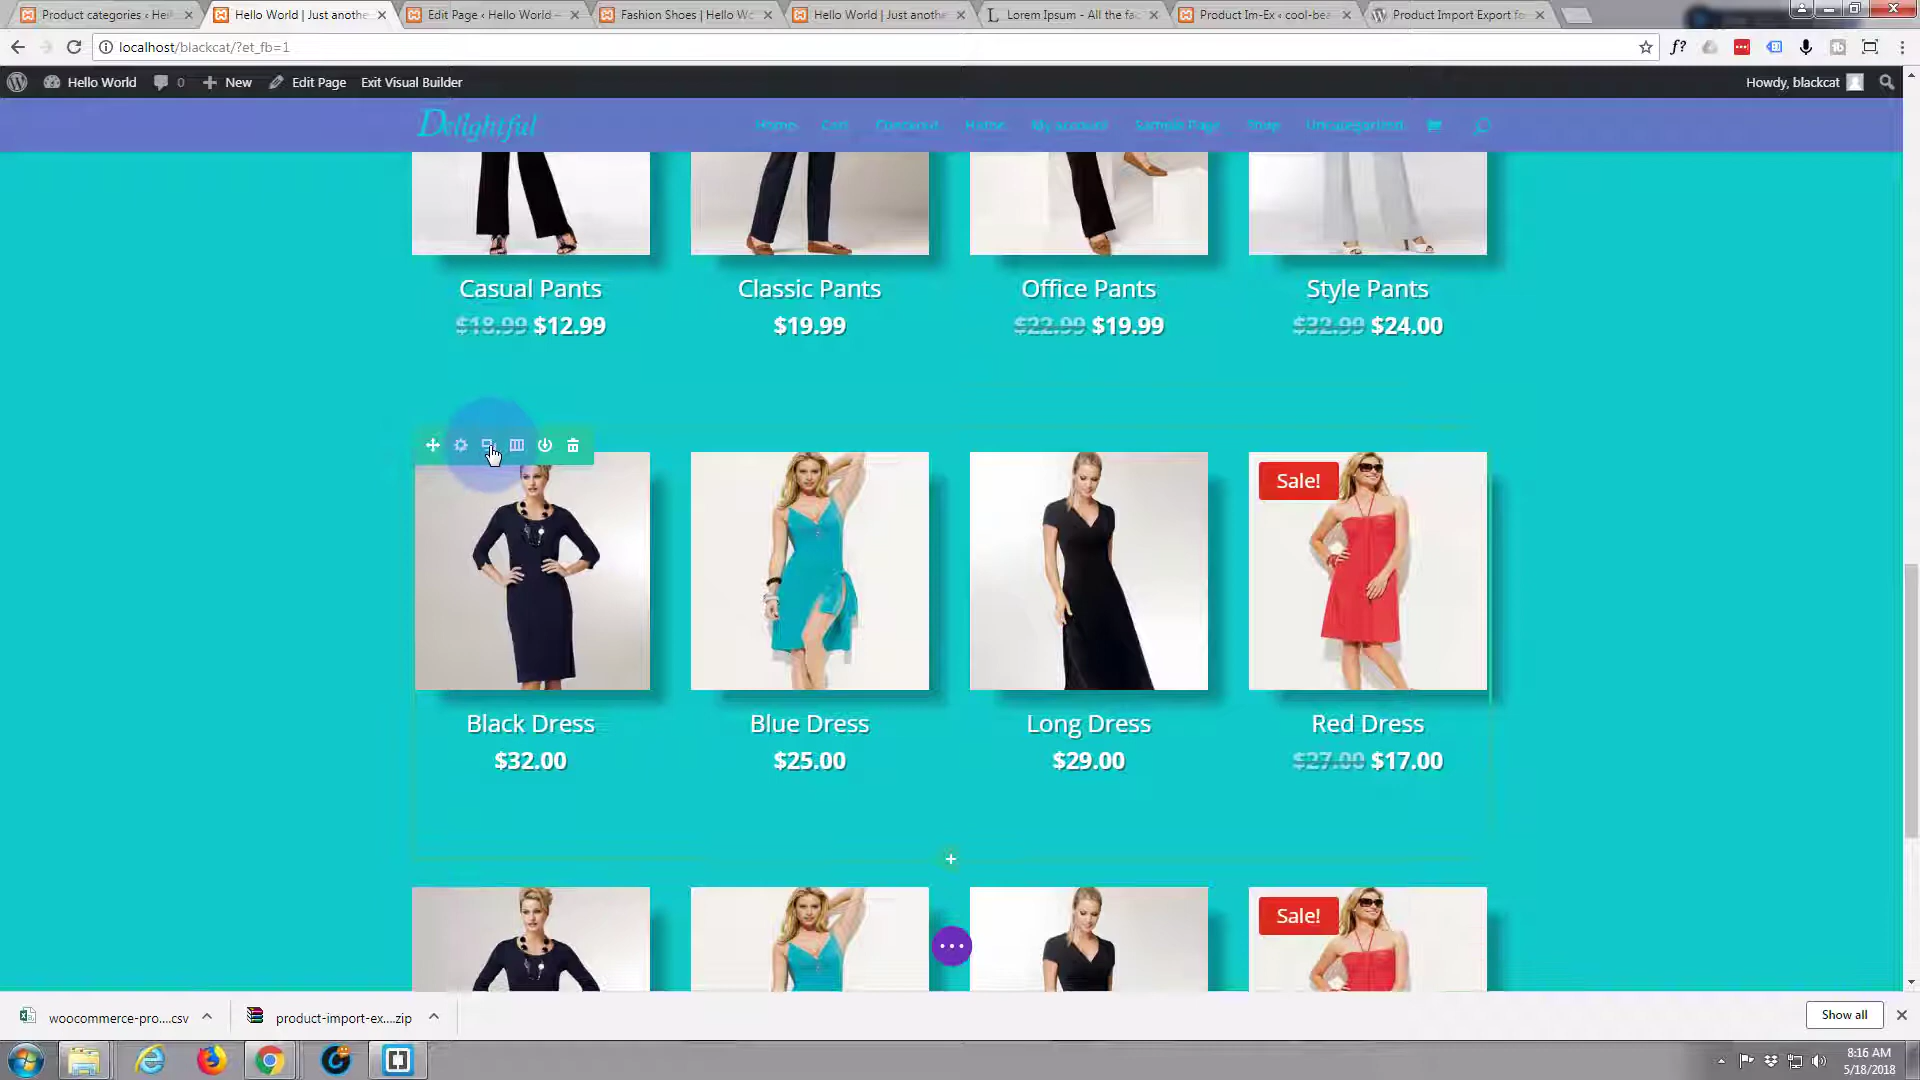 Product categories ‹ Hel
Hello World | Just anothe
Edit Page ‹ Hello World –
Fashion Shoes | Hello Wo
Hello World | Just anothe
Lorem Ipsum - All the fac
Product Im-Ex ‹ cool-bea
Product Import Export for
localhost/blackcat/?et_fb=1
Hello World
0
New
Edit Page
Exit Visual Builder
Howdy, blackcat
Delightful
Home
Cart
Checkout
Home
My account
Sample Page
Shop
Uncategorized
Casual Pants
Classic Pants
Office Pants
Style Pants
$18.99 $12.99
$19.99
$22.99 $19.99
$32.99 $24.00
Sale!
Black Dress
Blue Dress
Long Dress
Red Dress
$32.00
$25.00
$29.00
$27.00 $17.00
Sale!
woocommerce-pro....csv
product-import-ex....zip
Show all
8:16 AM
5/18/2018